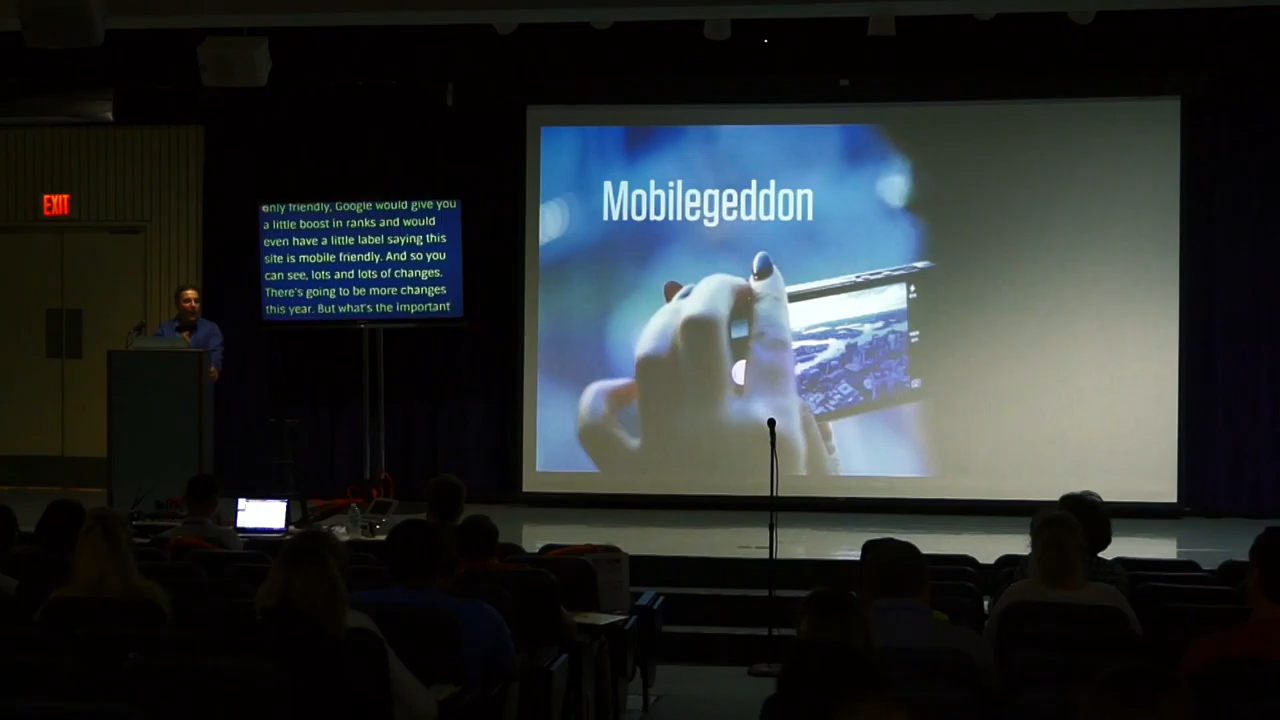 EXIT
only friendly, Google would give you
a little boost in ranks and would
even have a little label saying this
site is mobile friendly. And so you
can see, lots and lots of changes.
There's going to be more changes
this year. But what's the important
Mobilegeddon